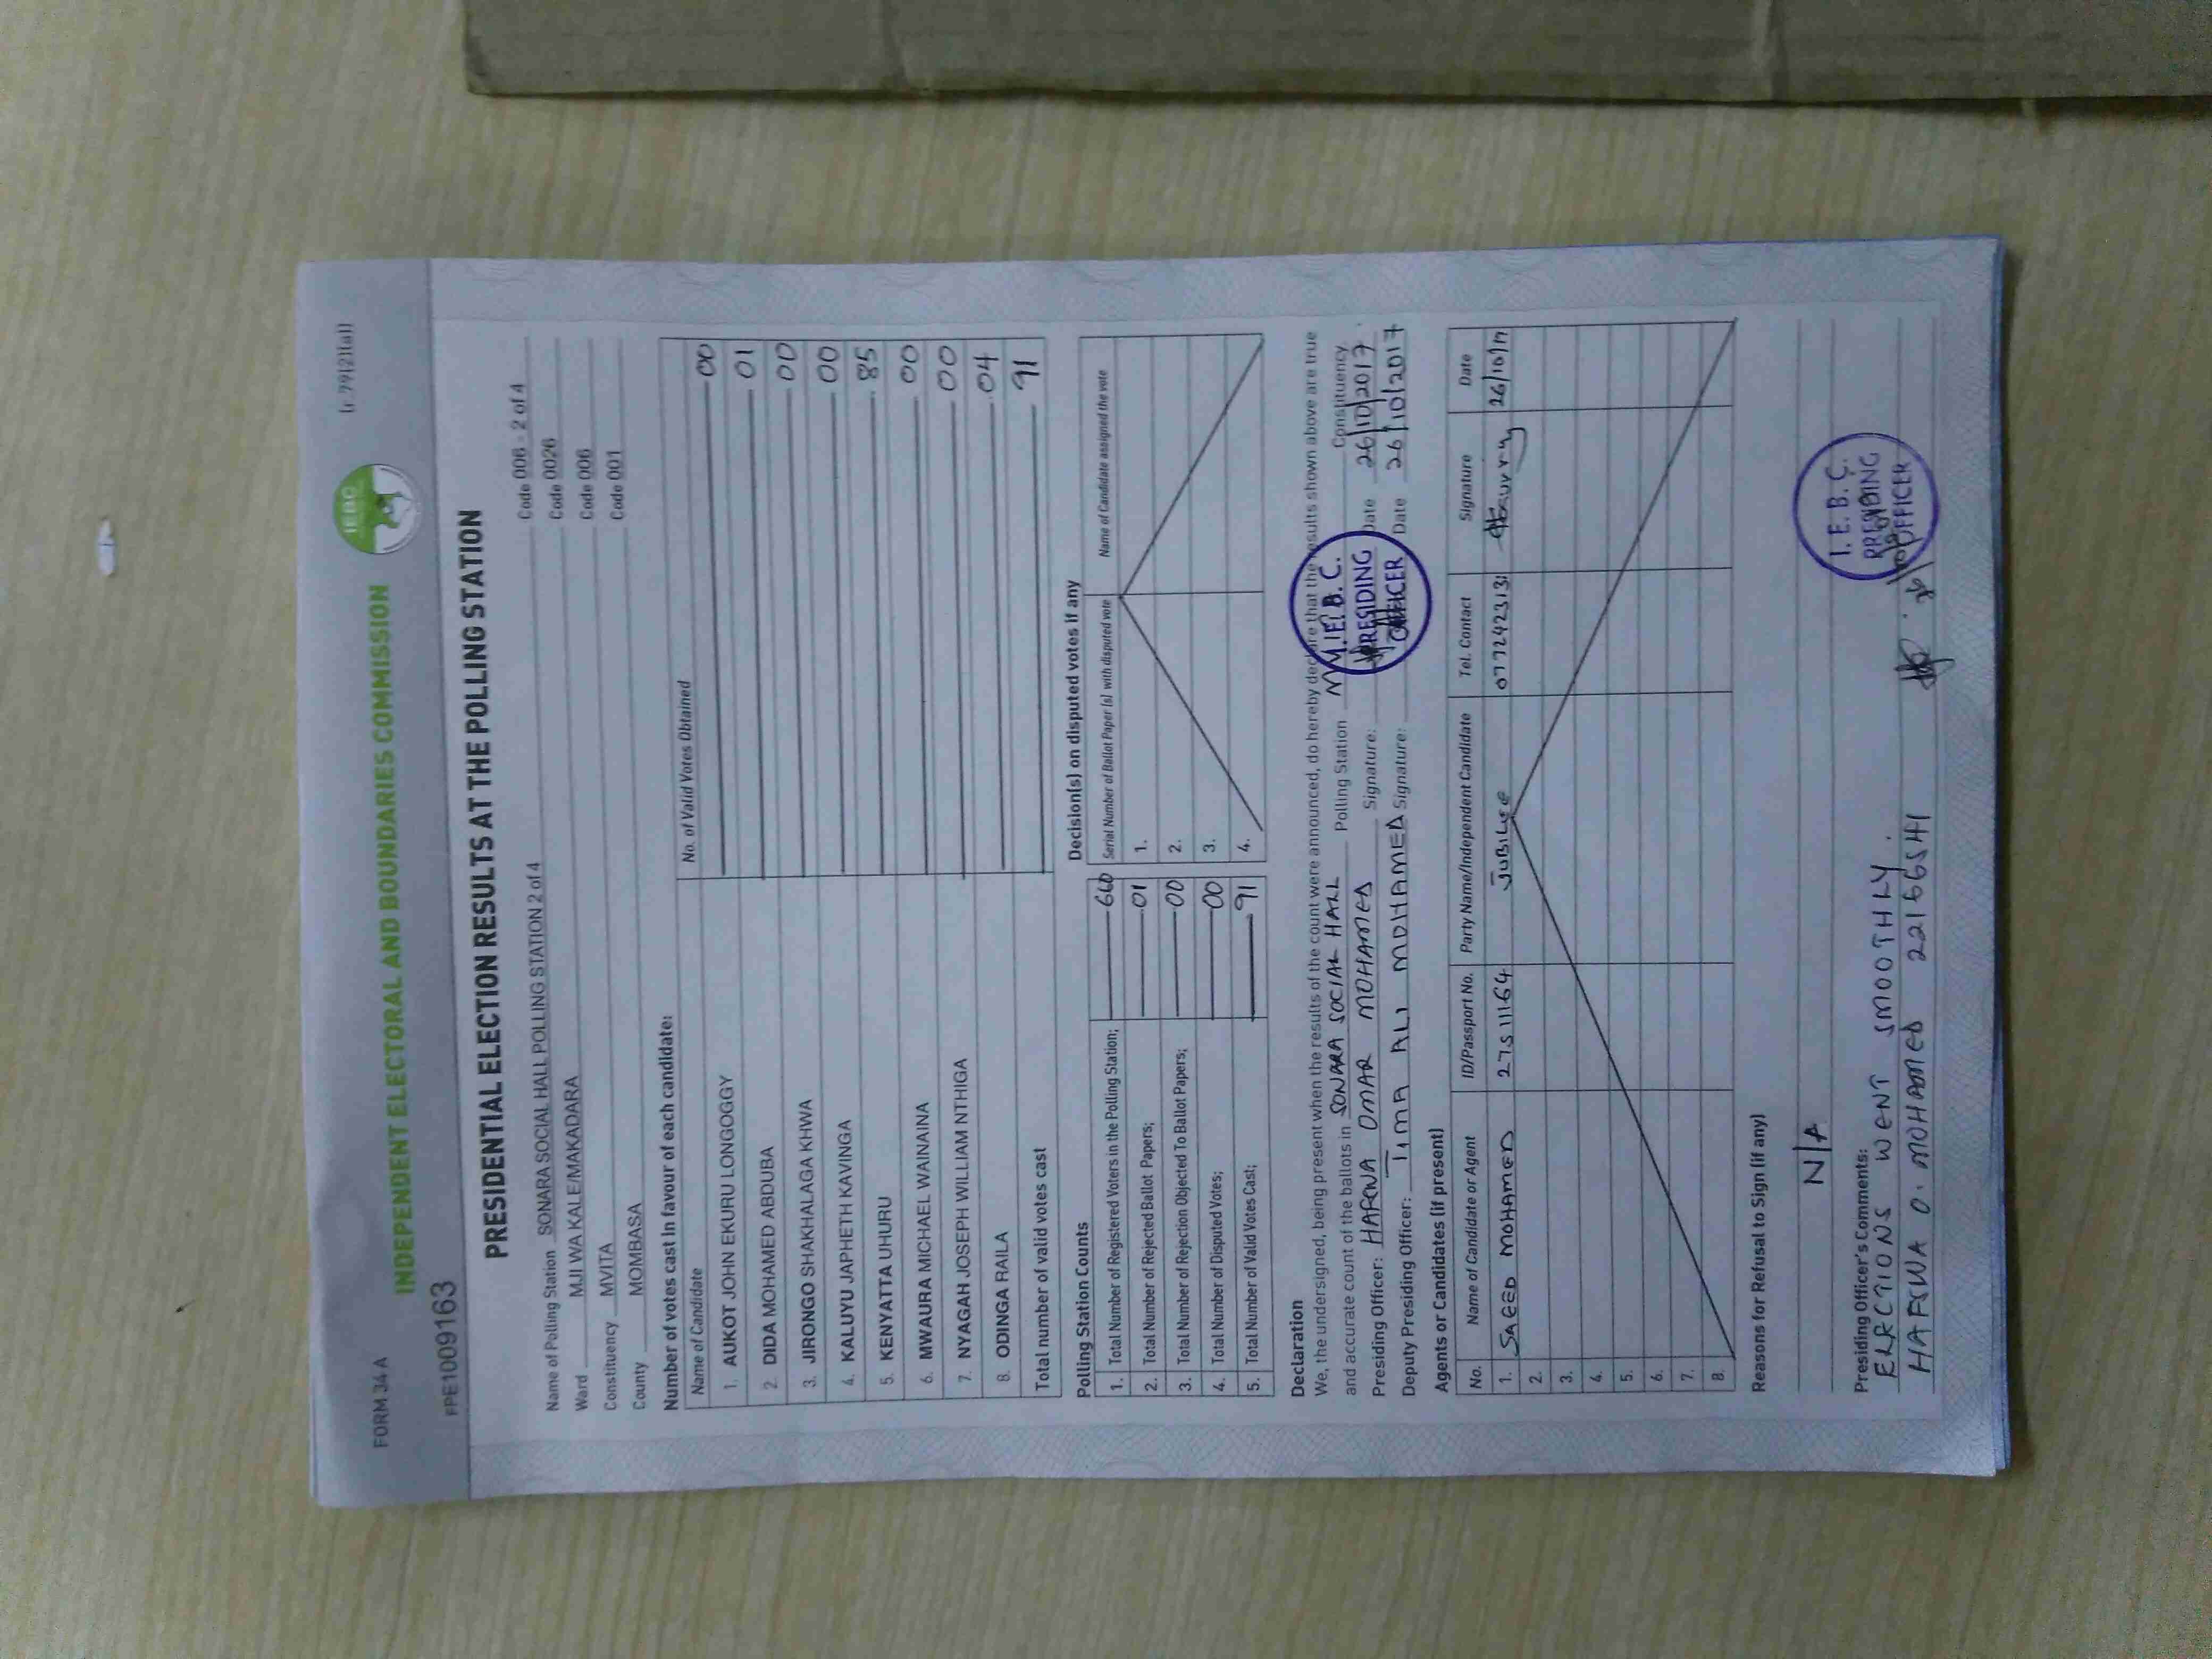 FORM 34 A
(r.79(2)(a))
INDEPENDENT ELECTORAL AND BOUNDARIES COMMISSION
IEBC
FPE1009163
PRESIDENTIAL ELECTION RESULTS AT THE POLLING STATION
Name of Polling Station SONARA SOCIAL HALL POLLING STATION 2 of 4 Code 006 - 2 of 4
Ward MJI WA KALE/MAKADARA Code 0026
Constituency MVITA Code 006
County MOMBASA Code 001
Number of votes cast in favour of each candidate:
Name of Candidate No. of Valid Votes Obtained
1. AUKOT JOHN EKURU LONGOGGY 00
2. DIDA MOHAMED ABDUBA 01
3. JIRONGO SHAKHALAGA KHWA 00
4. KALUYU JAPHETH KAVINGA 00
5. KENYATTA UHURU 85
6. MWAURA MICHAEL WAINAINA 00
7. NYAGAH JOSEPH WILLIAM NTHIGA 00
8. ODINGA RAILA 04
Total number of valid votes cast 91
Polling Station Counts
1. Total Number of Registered Voters in the Polling Station; 660
2. Total Number of Rejected Ballot Papers; 01
3. Total Number of Rejection Objected To Ballot Papers; 00
4. Total Number of Disputed Votes; 00
5. Total Number of Valid Votes Cast; 91
Decision(s) on disputed votes if any
Serial Number of Ballot Paper (s) with disputed vote Name of Candidate assigned the vote
1.
2.
3.
4.
Declaration
We, the undersigned, being present when the results of the count were announced, do hereby declare that the results shown above are true
and accurate count of the ballots in SONARA SOCIAL HALL Polling Station Constituency.
Presiding Officer: OMAR MOHAMED Signature: Date 26/10/2017.
Deputy Presiding Officer: TIMA ALI MOHAMED Signature: Date 26/10/2017
I.E.B.C.
PRESIDING
OFFICER
Agents or Candidates (if present)
No. Name of Candidate or Agent ID/Passport No. Party Name/Independent Candidate Tel. Contact Signature Date
1. SAEED MOHAMED 27511164 JUBILEE 0772423131 26/10/17
2.
3.
4.
5.
6.
7.
8.
Reasons for Refusal to Sign (if any)
N/A
Presiding Officer's Comments:
ELECTIONS WENT SMOOTHLY.
HAFSWA O. MOHAMED 22166541
I.E.B.C.
PRESIDING
OFFICER